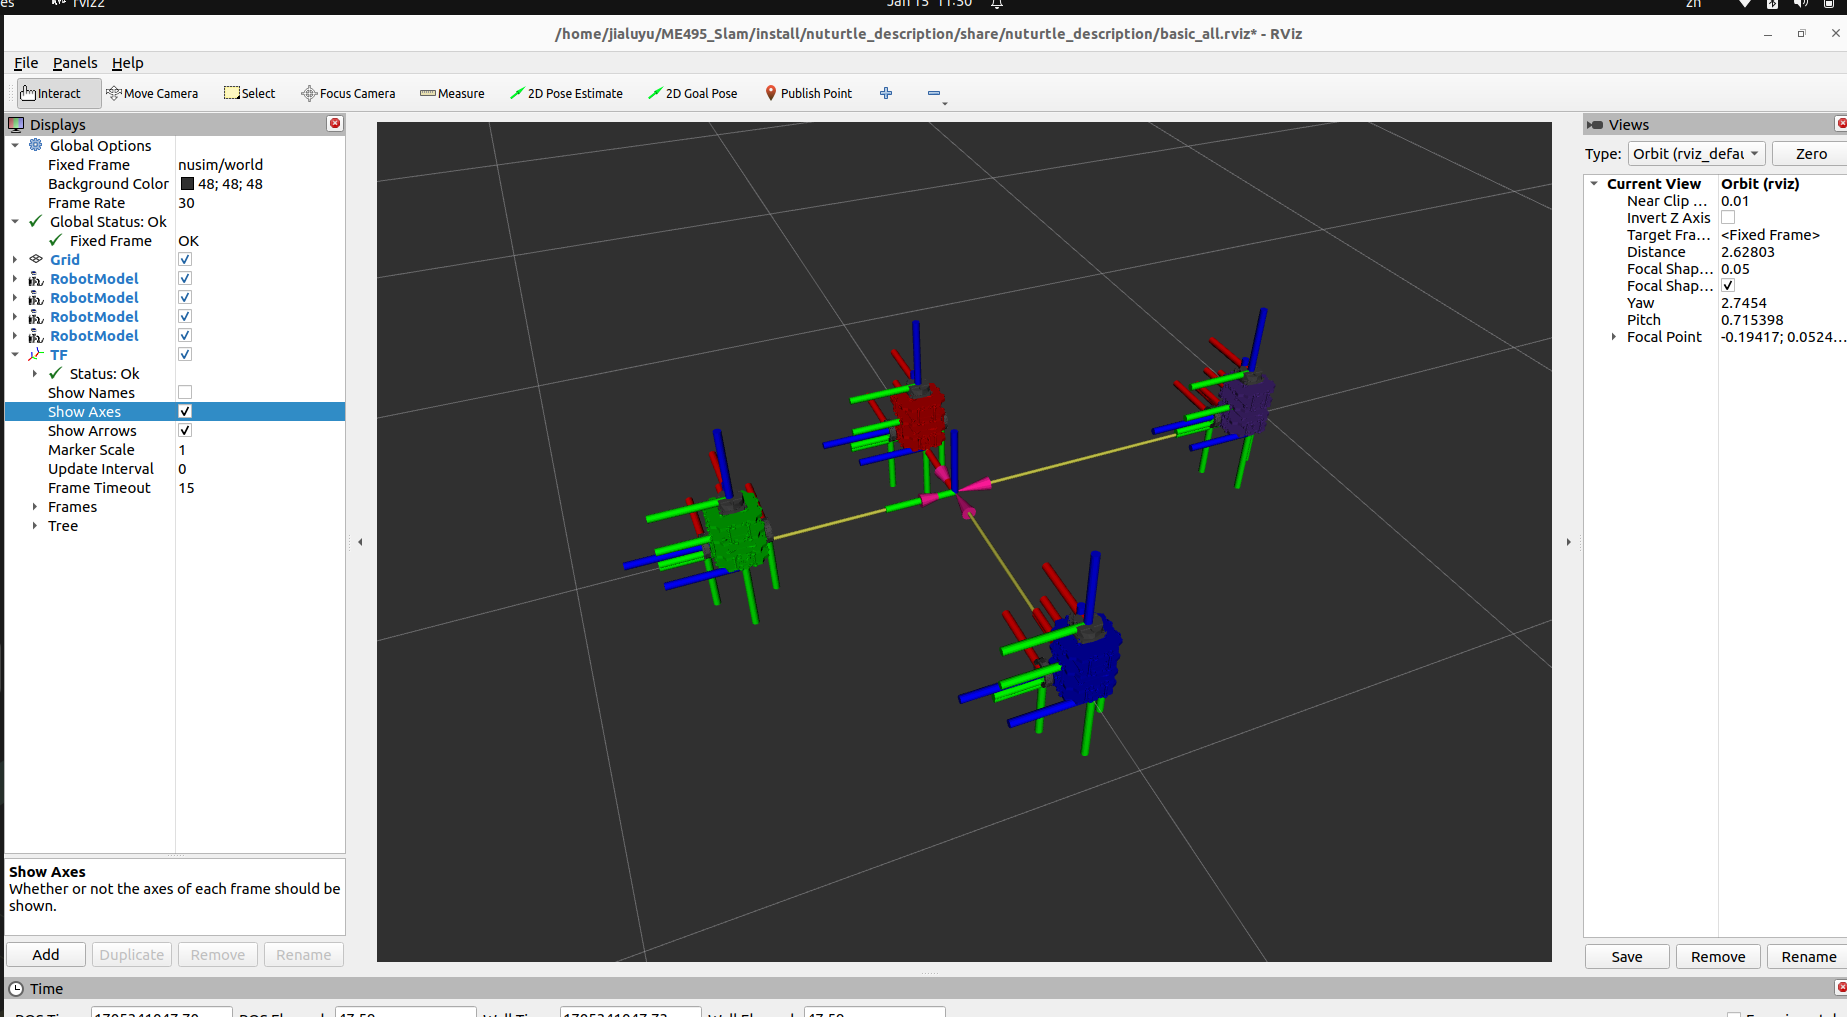 rviz2
Jan 15 11:50
zh
/home/jialuyu/ME495_Slam/install/nuturtle_description/share/nuturtle_description/basic_all.rviz* - RViz
File Panels Help
Interact Move Camera Select Focus Camera Measure 2D Pose Estimate 2D Goal Pose Publish Point
Displays
Global Options
Fixed Frame nusim/world
Background Color 48; 48; 48
Frame Rate 30
Global Status: Ok
Fixed Frame OK
Grid
RobotModel
RobotModel
RobotModel
RobotModel
TF
Status: Ok
Show Names
Show Axes
Show Arrows
Marker Scale 1
Update Interval 0
Frame Timeout 15
Frames
Tree
Show Axes
Whether or not the axes of each frame should be
shown.
Add Duplicate Remove Rename
Views
Type: Orbit (rviz_defau Zero
Current View Orbit (rviz)
Near Clip ... 0.01
Invert Z Axis
Target Fra... <Fixed Frame>
Distance 2.62803
Focal Shap... 0.05
Focal Shap...
Yaw 2.7454
Pitch 0.715398
Focal Point -0.19417; 0.0524...
Save Remove Rename
Time